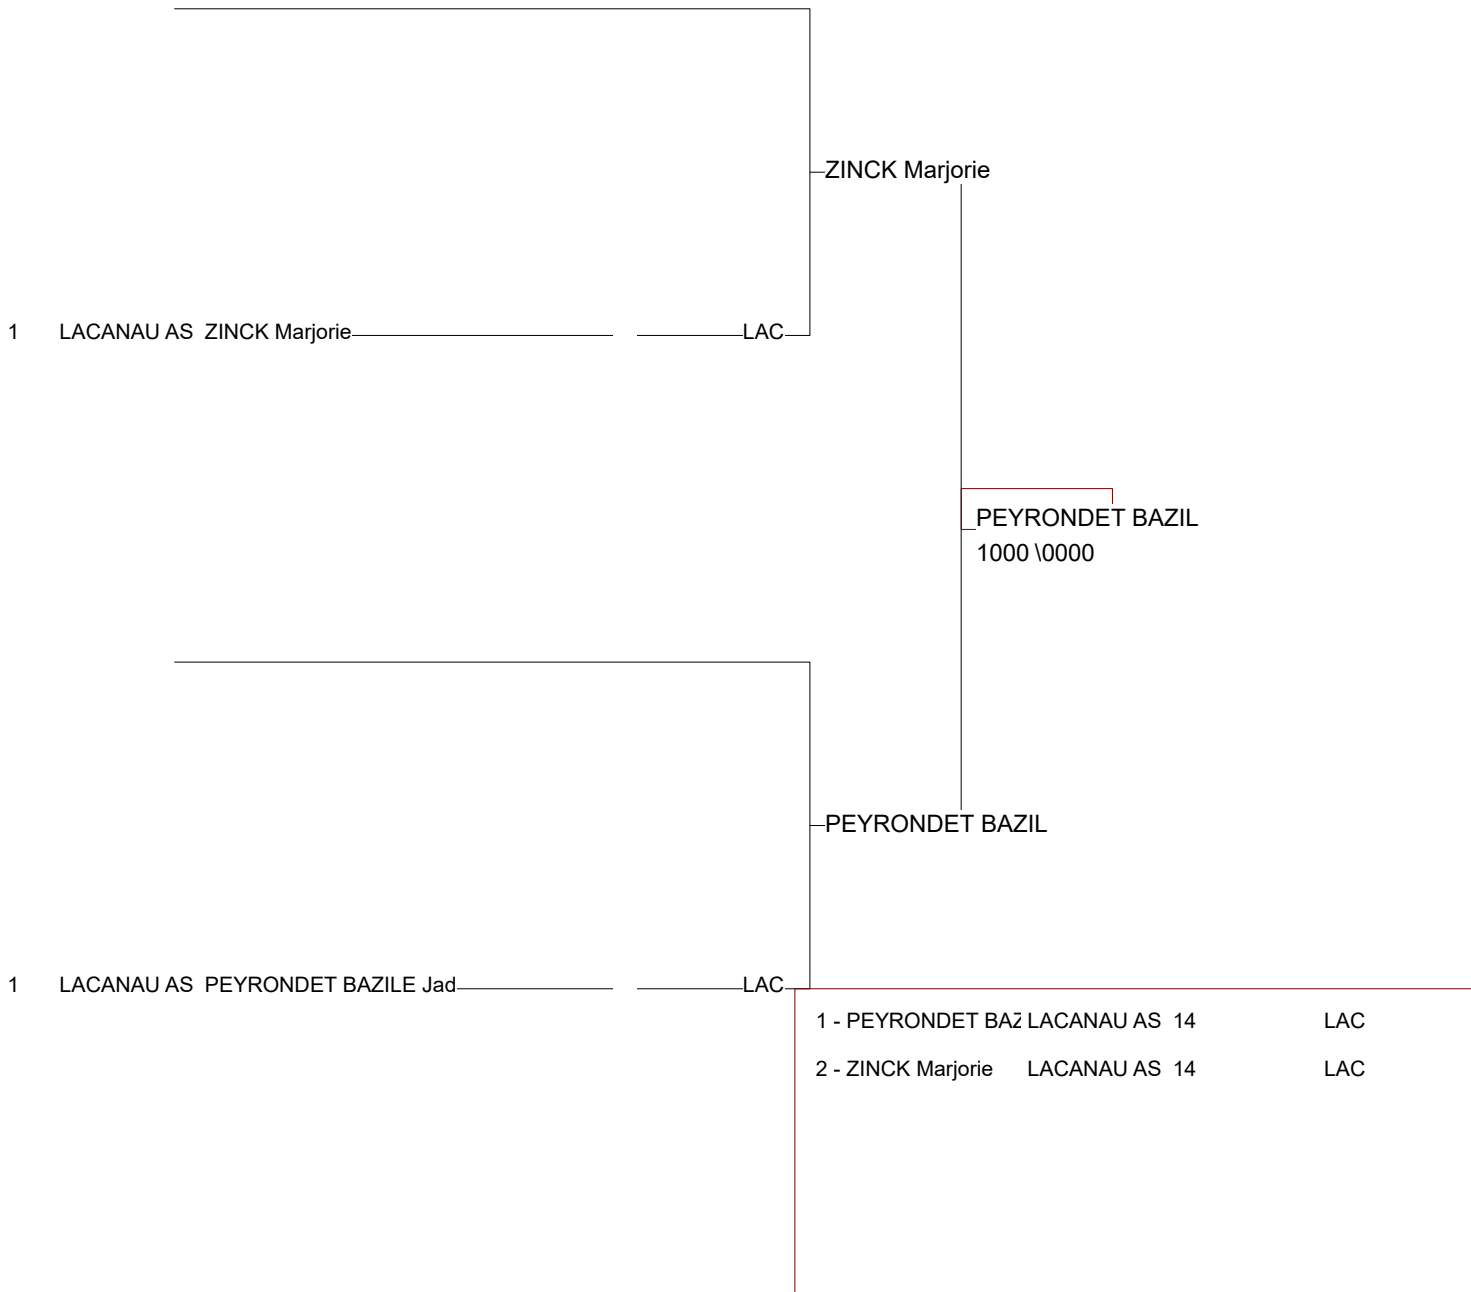 ZINCK Marjorie
1 LACANAU AS ZINCK Marjorie LAC
PEYRONDET BAZIL
1000 \0000
PEYRONDET BAZIL
1 LACANAU AS PEYRONDET BAZILE Jad LAC
1 - PEYRONDET BAZ LACANAU AS 14 LAC
2 - ZINCK Marjorie LACANAU AS 14 LAC